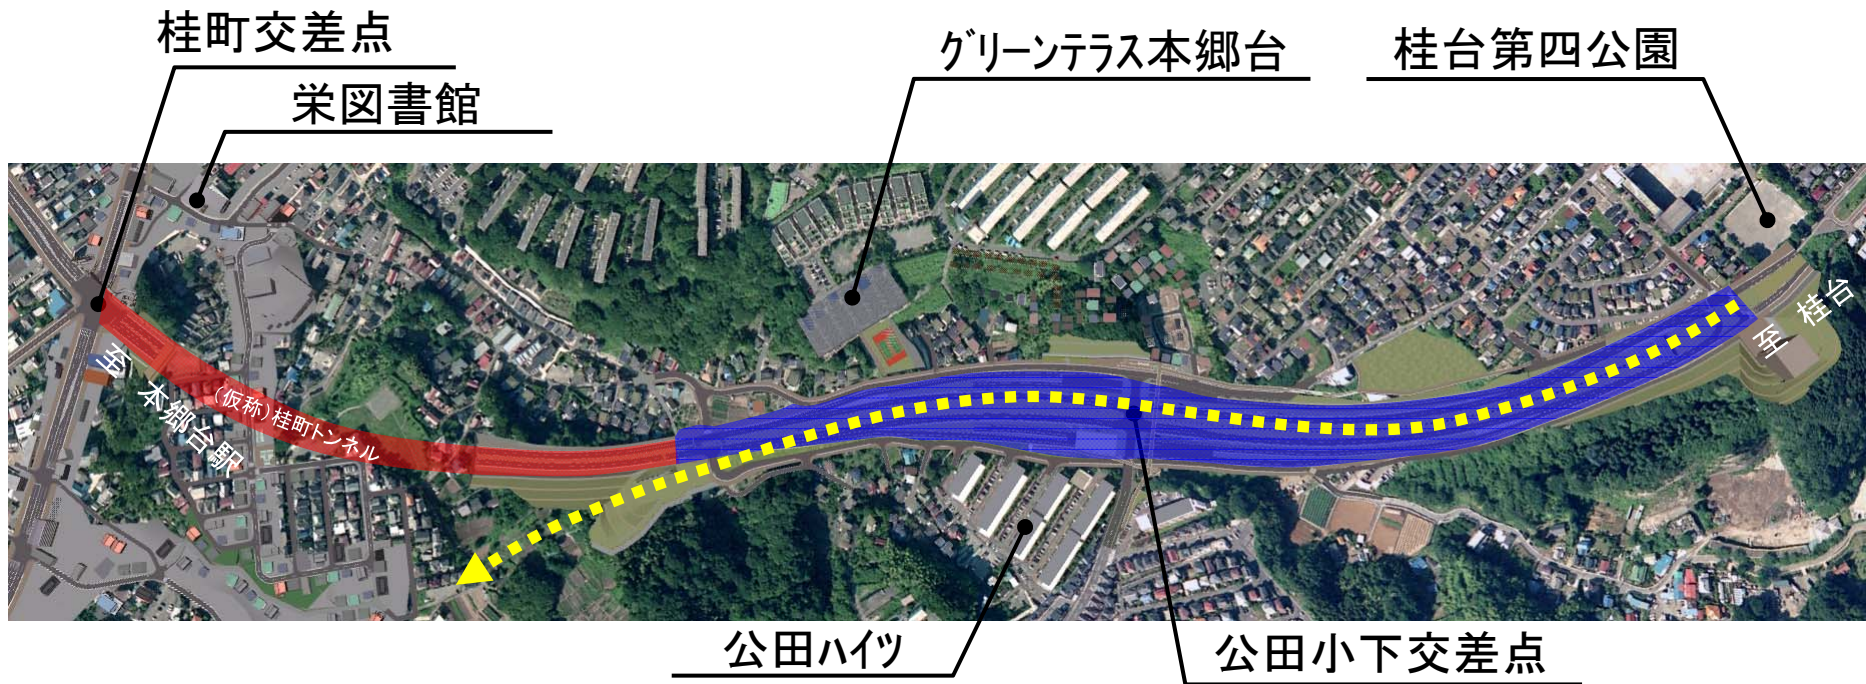 桂町交差点
栄図書館
グリーンテラス本郷台
桂台第四公園
至 本郷台駅
(仮称)桂町トンネル
至 桂台
公田ハイツ
公田小下交差点